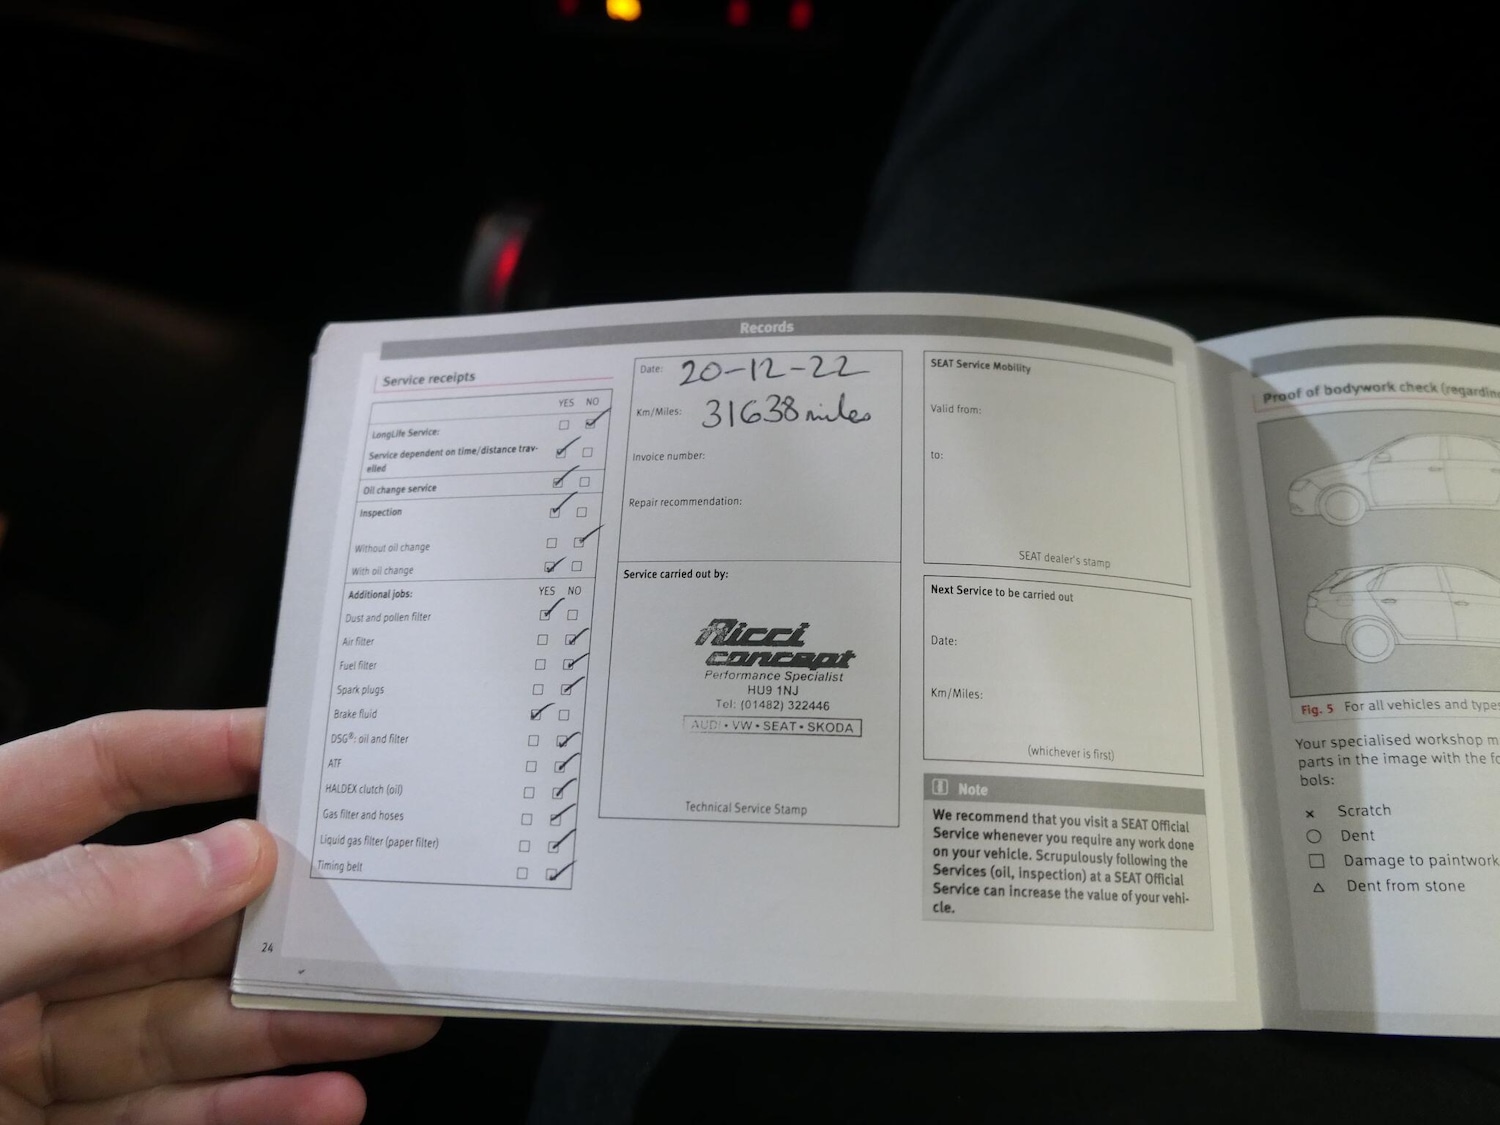 Records
Service receipts
YES NO
LongLife Service:
Service dependent on time/distance trav-
elled
Oil change service
Inspection
Without oil change
With oil change
Additional jobs: YES NO
Dust and pollen filter
Air filter
Fuel filter
Spark plugs
Brake fluid
DSG®: oil and filter
ATF
HALDEX clutch (oil)
Gas filter and hoses
Liquid gas filter (paper filter)
Timing belt
24
Date: 20-12-22
Km/Miles: 31638 miles
Invoice number:
Repair recommendation:
Service carried out by:
Ricci
concept
Performance Specialist
HU9 1NJ
Tel: (01482) 322446
AUDI • VW • SEAT • SKODA
Technical Service Stamp
SEAT Service Mobility
Valid from:
to:
SEAT dealer's stamp
Next Service to be carried out
Date:
Km/Miles:
(whichever is first)
Note
We recommend that you visit a SEAT Official
Service whenever you require any work done
on your vehicle. Scrupulously following the
Services (oil, inspection) at a SEAT Official
Service can increase the value of your vehi-
cle.
Proof of bodywork check (regardin
Fig. 5 For all vehicles and types
Your specialised workshop m
parts in the image with the fo
bols:
Scratch
Dent
Damage to paintwork
Dent from stone